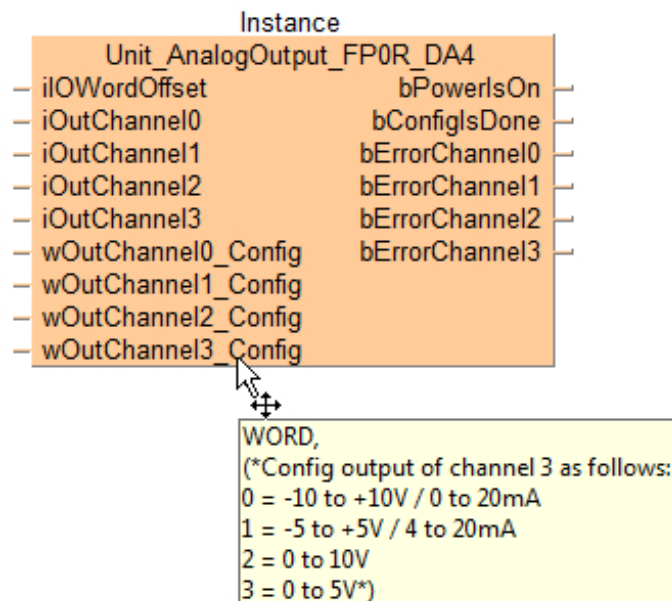 Instance
Unit_AnalogOutput_FP0R_DA4
iIOWordOffset bPowerIsOn
iOutChannel0 bConfigIsDone
iOutChannel1 bErrorChannel0
iOutChannel2 bErrorChannel1
iOutChannel3 bErrorChannel2
wOutChannel0_Config bErrorChannel3
wOutChannel1_Config
wOutChannel2_Config
wOutChannel3_Config
WORD,
(*Config output of channel 3 as follows:
0 = -10 to +10V / 0 to 20mA
1 = -5 to +5V / 4 to 20mA
2 = 0 to 10V
3 = 0 to 5V*)